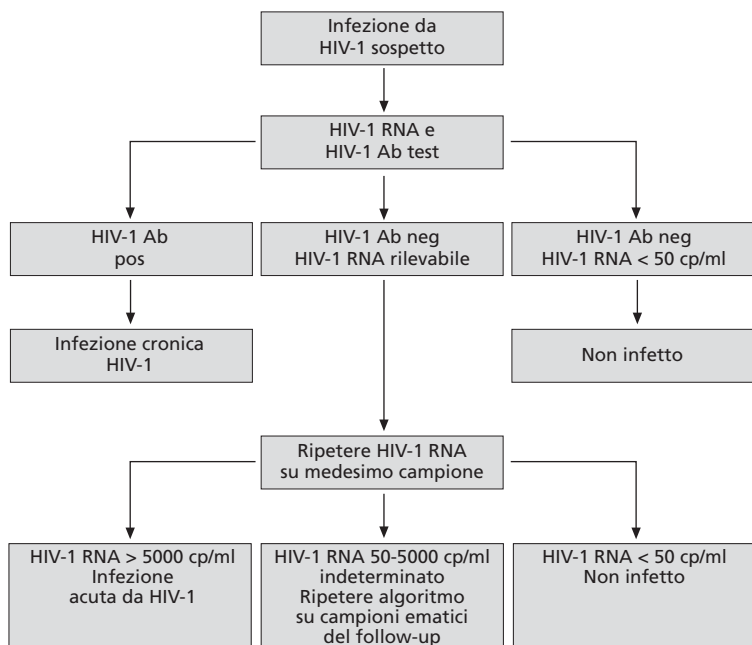 Infezione da
HIV-1 sospetto
HIV-1 RNA e
HIV-1 Ab test
HIV-1 Ab
pos
HIV-1 Ab neg
HIV-1 RNA rilevabile
HIV-1 Ab neg
HIV-1 RNA < 50 cp/ml
Infezione cronica
HIV-1
Non infetto
Ripetere HIV-1 RNA
su medesimo campione
HIV-1 RNA > 5000 cp/ml
Infezione
acuta da HIV-1
HIV-1 RNA 50-5000 cp/ml
indeterminato
Ripetere algoritmo
su campioni ematici
del follow-up
HIV-1 RNA < 50 cp/ml
Non infetto